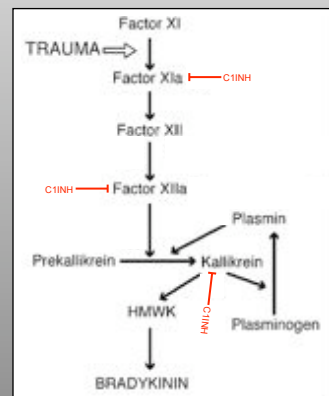 Factor XI
TRAUMA
Factor XIa
C1INH
Factor XII
C1INH
Factor XIIa
Plasmin
Prekallikrein
Kallikrein
HMWK
C1INH
Plasminogen
BRADYKININ